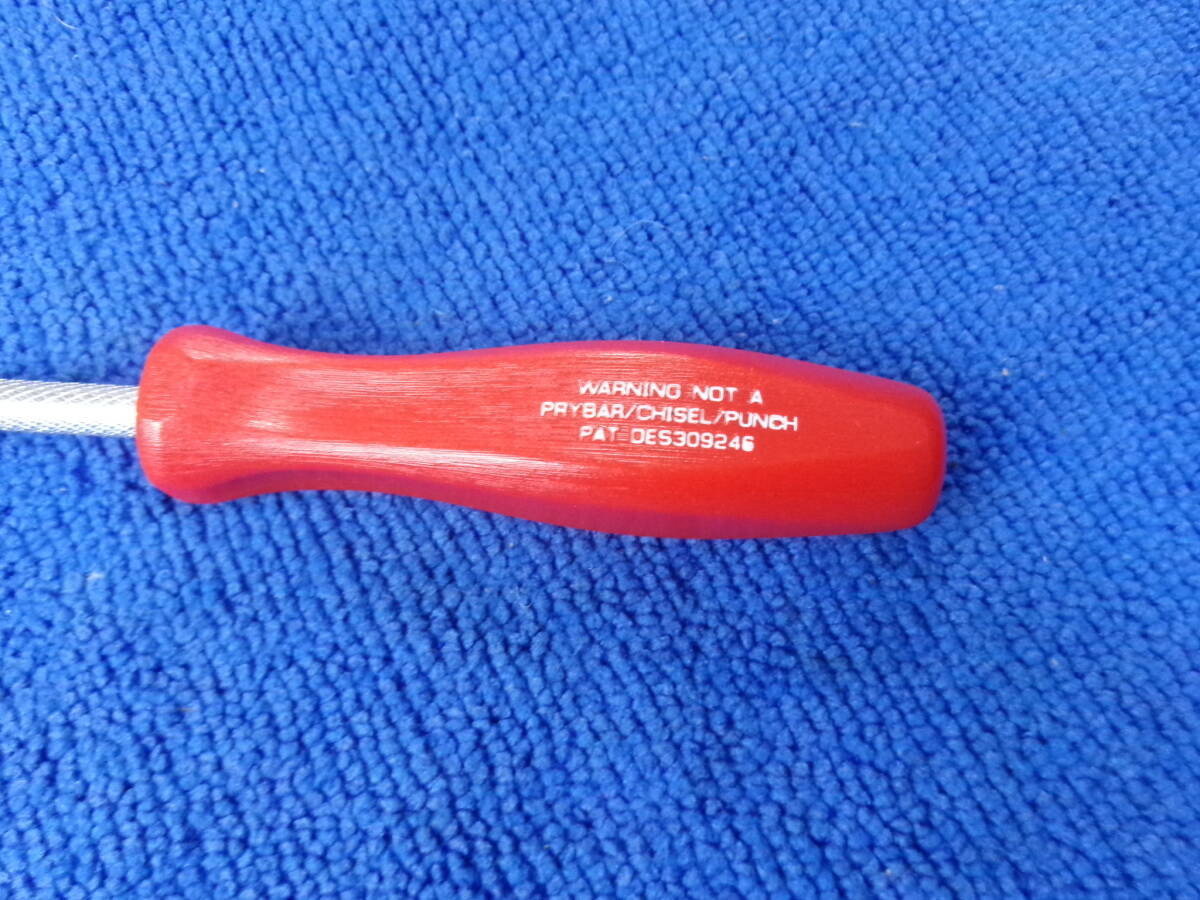 WARNING NOT A
PRYBAR/CHISEL/PUNCH
PAT DES309246